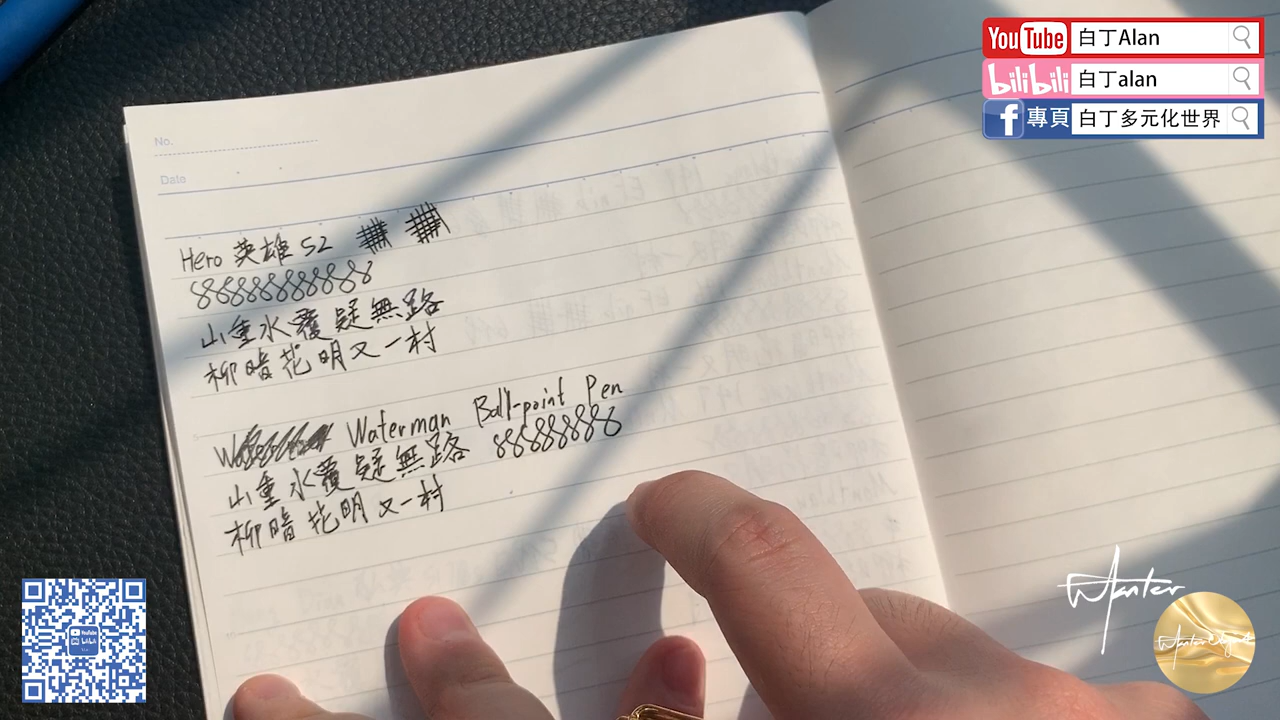 YouTube 白丁Alan
bilibili 白丁alan
f 專頁 白丁多元化世界
No.
Date
Hero 英雄 52
88888888888
山重水覆疑無路
柳暗花明又一村
Waterman Ball-point Pen
山重水覆疑無路 88888888
柳暗花明又一村